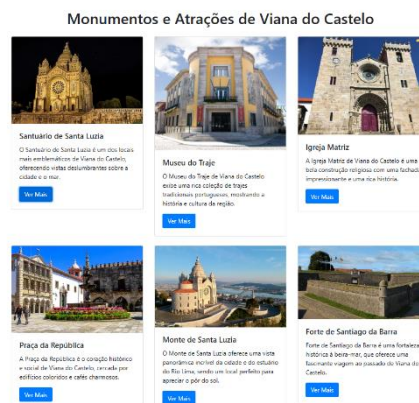 Monumentos e Atrações de Viana do Castelo
Santuário de Santa Luzia
O Santuário de Santa Luzia é um dos locais
mais emblemáticos de Viana do Castelo,
oferecendo vistas deslumbrantes sobre a
cidade e o mar.
Ver Mais
Museu do Traje
O Museu do Traje de Viana do Castelo
exibe uma rica coleção de trajes
tradicionais portugueses, mostrando a
história e cultura da região.
Ver Mais
Igreja Matriz
A Igreja Matriz de Viana do Castelo é uma
bela construção religiosa com uma fachada
impressionante e uma rica história.
Ver Mais
Praça da República
A Praça da República é o coração histórico
e social de Viana do Castelo, cercada por
edifícios coloridos e cafés charmosos.
Ver Mais
Monte de Santa Luzia
O Monte de Santa Luzia oferece uma vista
panorâmica incrível da cidade e do estuário
do Rio Lima, sendo um local perfeito para
apreciar o pôr do sol.
Ver Mais
Forte de Santiago da Barra
Forte de Santiago da Barra é uma fortaleza
histórica à beira-mar, que oferece uma
fascinante viagem ao passado de Viana do
Castelo.
Ver Mais